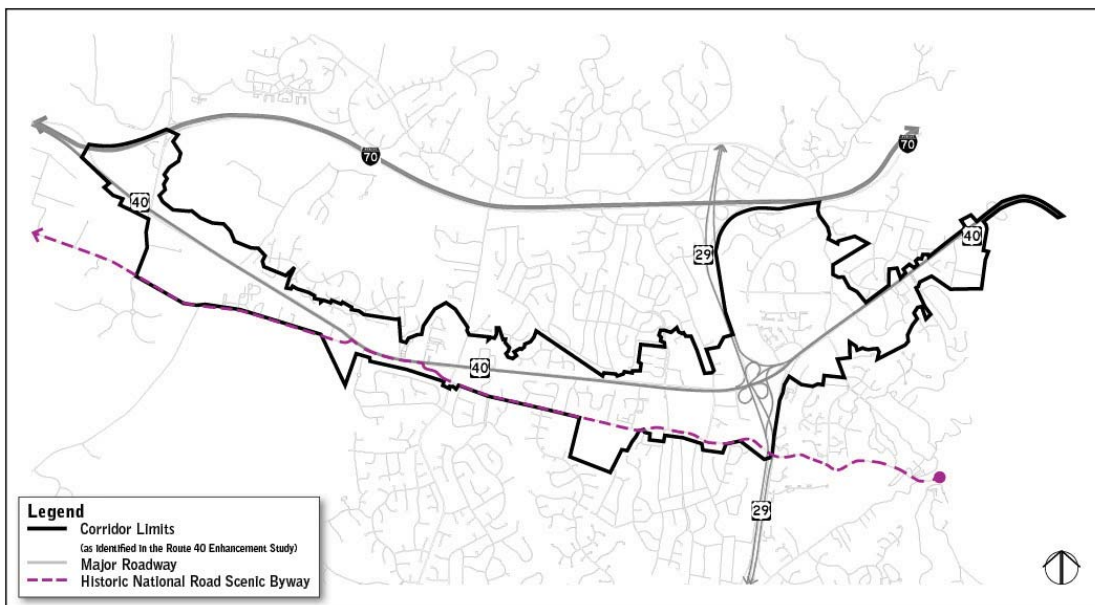 70
70
40
40
29
40
29
Legend
Corridor Limits
(as identified in the Route 40 Enhancement Study)
Major Roadway
Historic National Road Scenic Byway